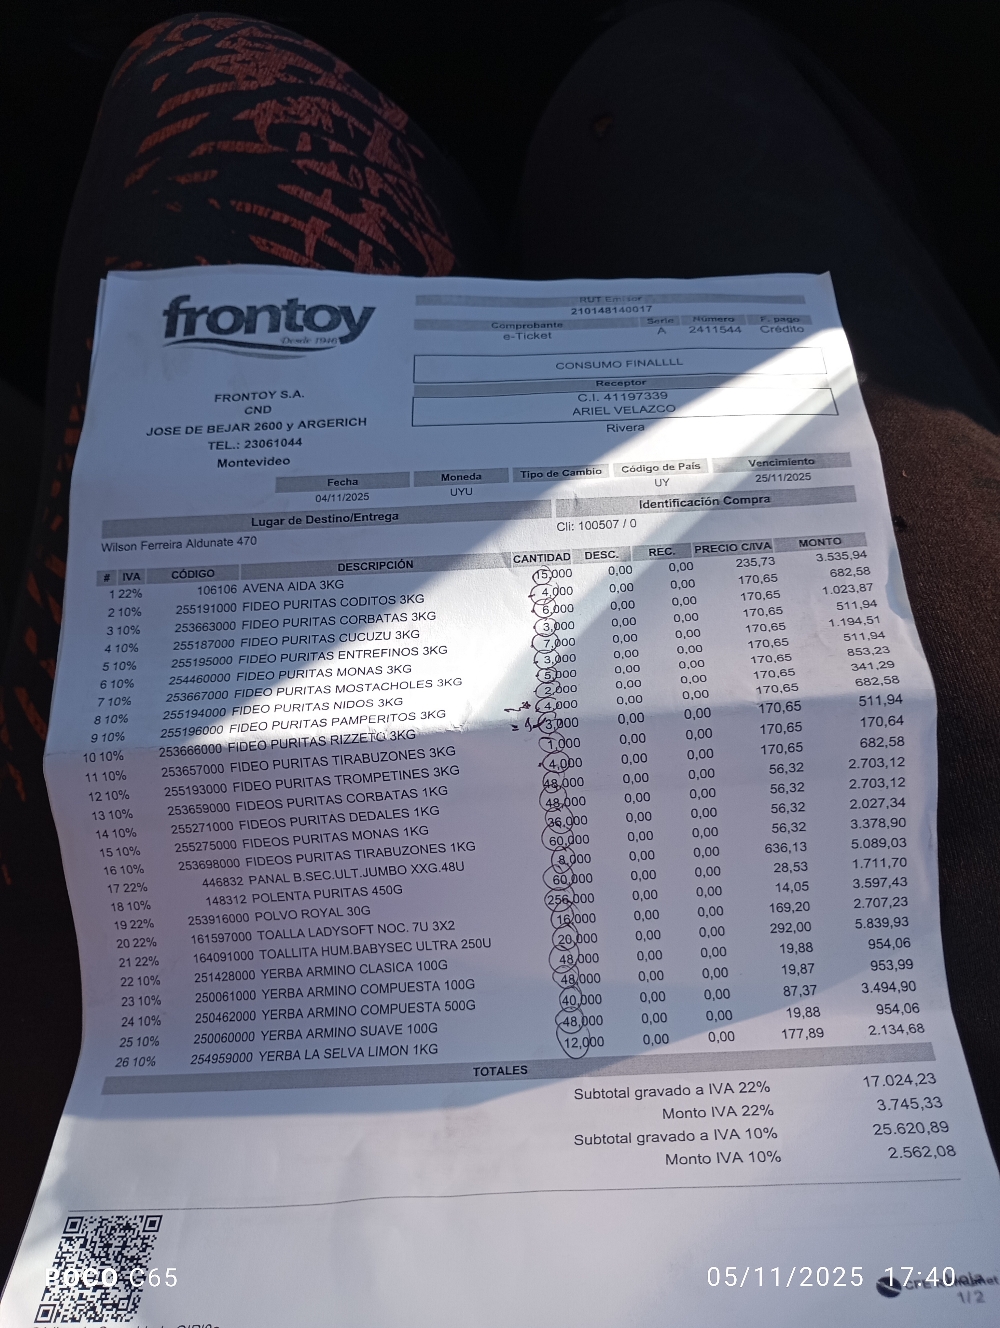 frontoy
Desde 1946
RUT Emisor
210148140017
Comprobante Serie Número F. pago
e-Ticket A 2411544 Crédito
CONSUMO FINALLLL
Receptor
C.I. 41197339
ARIEL VELAZCO
Rivera
FRONTOY S.A.
CND
JOSE DE BEJAR 2600 y ARGERICH
TEL.: 23061044
Montevideo
Fecha Moneda Tipo de Cambio Código de País Vencimiento
04/11/2025 UYU UY 25/11/2025
Lugar de Destino/Entrega Identificación Compra
Wilson Ferreira Aldunate 470 Cli: 100507 / 0
# IVA CÓDIGO DESCRIPCIÓN CANTIDAD DESC. REC. PRECIO C/IVA MONTO
1 22% 106106 AVENA AIDA 3KG 15,000 0,00 0,00 235,73 3.535,94
2 10% 255191000 FIDEO PURITAS CODITOS 3KG 4,000 0,00 0,00 170,65 682,58
3 10% 253663000 FIDEO PURITAS CORBATAS 3KG 6,000 0,00 0,00 170,65 1.023,87
4 10% 255187000 FIDEO PURITAS CUCUZU 3KG 3,000 0,00 0,00 170,65 511,94
5 10% 255195000 FIDEO PURITAS ENTREFINOS 3KG 7,000 0,00 0,00 170,65 1.194,51
6 10% 254460000 FIDEO PURITAS MONAS 3KG 3,000 0,00 0,00 170,65 511,94
7 10% 253667000 FIDEO PURITAS MOSTACHOLES 3KG 5,000 0,00 0,00 170,65 853,23
8 10% 255194000 FIDEO PURITAS NIDOS 3KG 2,000 0,00 0,00 170,65 341,29
9 10% 255196000 FIDEO PURITAS PAMPERITOS 3KG 4,000 0,00 0,00 170,65 682,58
10 10% 253666000 FIDEO PURITAS RIZZETO 3KG 3,000 0,00 0,00 170,65 511,94
11 10% 253657000 FIDEO PURITAS TIRABUZONES 3KG 1,000 0,00 0,00 170,65 170,64
12 10% 255193000 FIDEO PURITAS TROMPETINES 3KG 4,000 0,00 0,00 170,65 682,58
13 10% 253659000 FIDEOS PURITAS CORBATAS 1KG 48,000 0,00 0,00 56,32 2.703,12
14 10% 255271000 FIDEOS PURITAS DEDALES 1KG 48,000 0,00 0,00 56,32 2.703,12
15 10% 255275000 FIDEOS PURITAS MONAS 1KG 36,000 0,00 0,00 56,32 2.027,34
16 10% 253698000 FIDEOS PURITAS TIRABUZONES 1KG 60,000 0,00 0,00 56,32 3.378,90
17 22% 446832 PANAL B.SEC.ULT.JUMBO XXG.48U 8,000 0,00 0,00 636,13 5.089,03
18 10% 148312 POLENTA PURITAS 450G 60,000 0,00 0,00 28,53 1.711,70
19 22% 253916000 POLVO ROYAL 30G 256,000 0,00 0,00 14,05 3.597,43
20 22% 161597000 TOALLA LADYSOFT NOC. 7U 3X2 16,000 0,00 0,00 169,20 2.707,23
21 22% 164091000 TOALLITA HUM.BABYSEC ULTRA 250U 20,000 0,00 0,00 292,00 5.839,93
22 10% 251428000 YERBA ARMINO CLASICA 100G 48,000 0,00 0,00 19,88 954,06
23 10% 250061000 YERBA ARMINO COMPUESTA 100G 48,000 0,00 0,00 19,87 953,99
24 10% 250462000 YERBA ARMINO COMPUESTA 500G 40,000 0,00 0,00 87,37 3.494,90
25 10% 250060000 YERBA ARMINO SUAVE 100G 48,000 0,00 0,00 19,88 954,06
26 10% 254959000 YERBA LA SELVA LIMON 1KG 12,000 0,00 0,00 177,89 2.134,68
TOTALES
Subtotal gravado a IVA 22% 17.024,23
Monto IVA 22% 3.745,33
Subtotal gravado a IVA 10% 25.620,89
Monto IVA 10% 2.562,08
POCO C65
05/11/2025 17:40
1/2